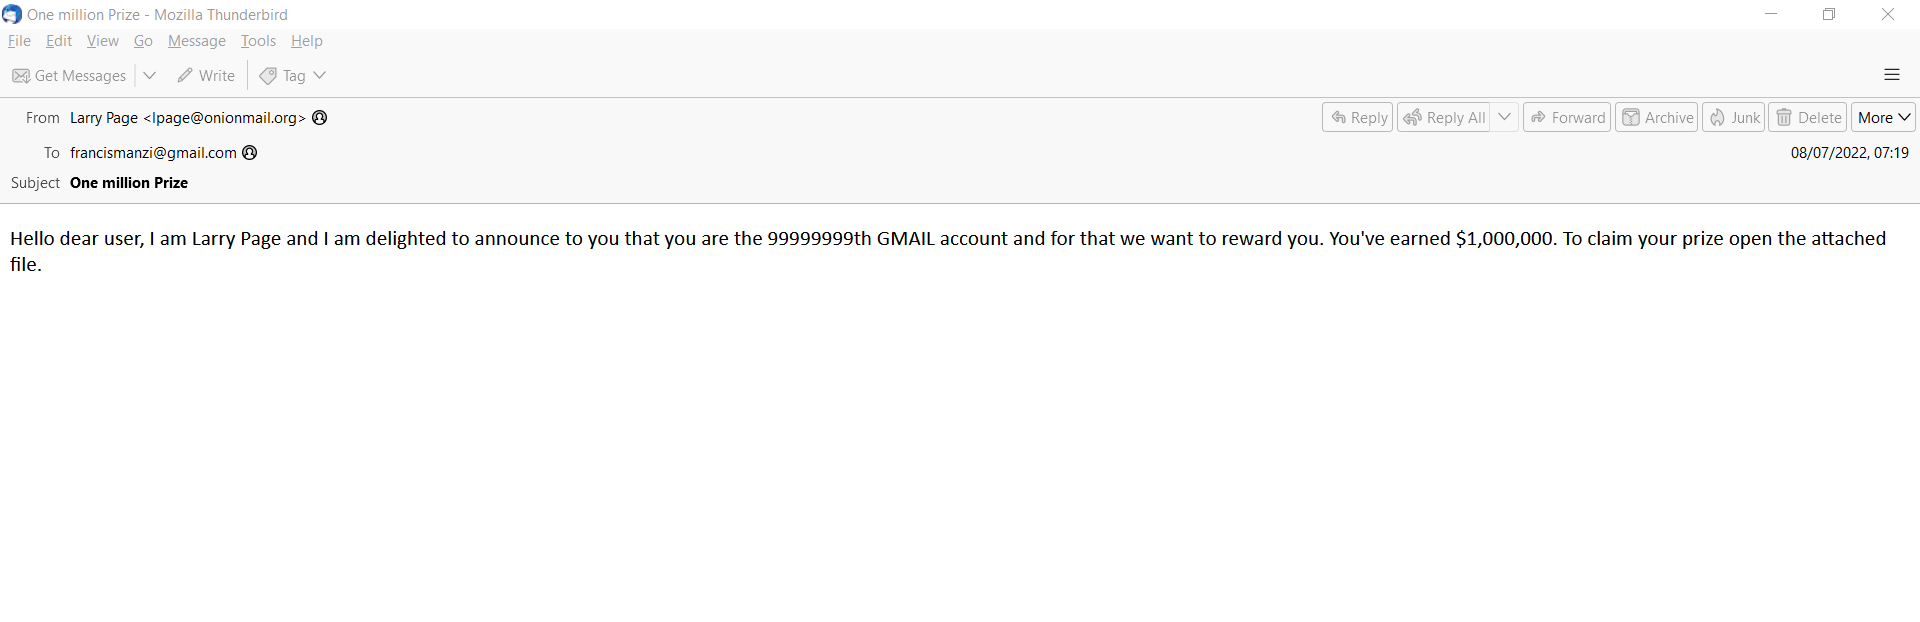 One million Prize - Mozilla Thunderbird
File Edit View Go Message Tools Help
Get Messages Write Tag
From Larry Page <lpage@onionmail.org> Reply Reply All Forward Archive Junk Delete More
To francismanzi@gmail.com 08/07/2022, 07:19
Subject One million Prize
Hello dear user, I am Larry Page and I am delighted to announce to you that you are the 99999999th GMAIL account and for that we want to reward you. You've earned $1,000,000. To claim your prize open the attached
file.